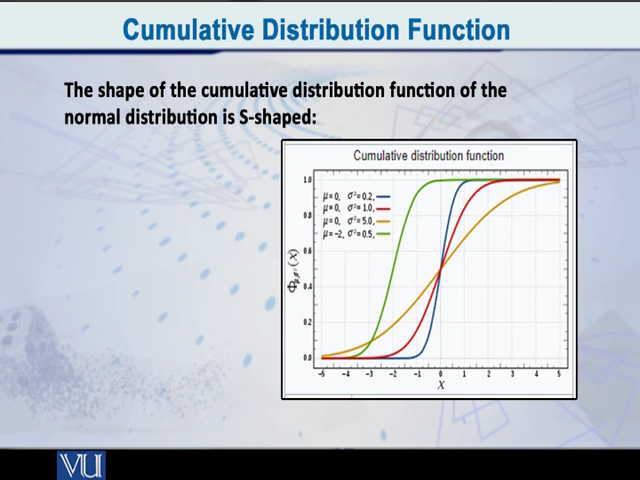 Cumulative Distribution Function
The shape of the cumulative distribution function of the
normal distribution is S-shaped:
Cumulative distribution function
μ=0, σ²=0.2,
μ=0, σ²=1.0,
μ=0, σ²=5.0,
μ=−2, σ²=0.5,
1.0
0.8
0.6
0.4
0.2
0.0
Φμ,σ²(x)
−5 −4 −3 −2 −1 0 1 2 3 4 5
x
VU